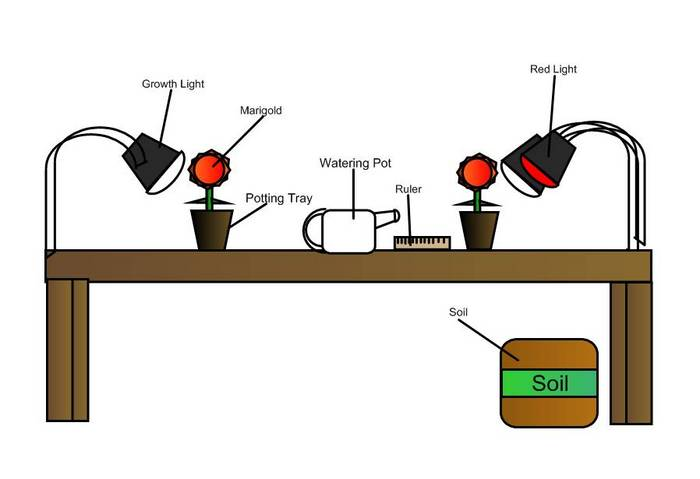 Red Light
Growth Light
Marigold
Watering Pot
Ruler
Potting Tray
Soil
Soil